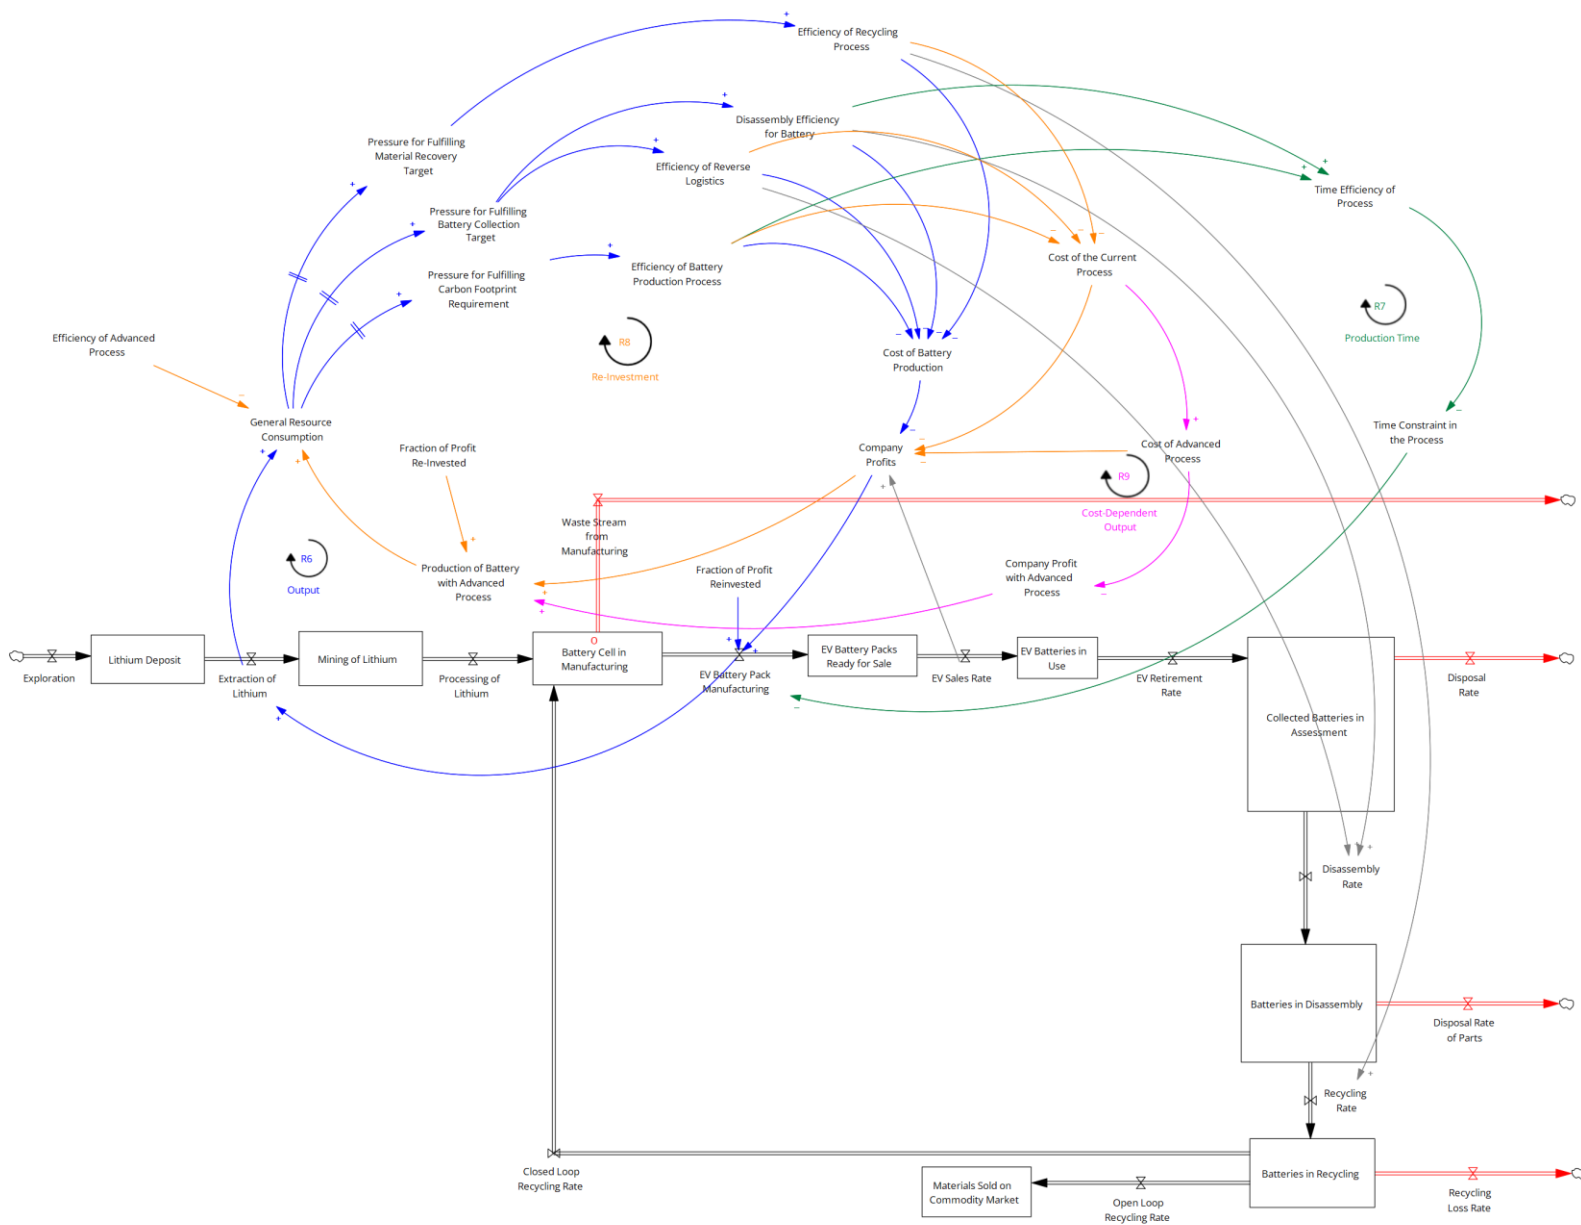 Efficiency of Recycling
Process
Disassembly Efficiency
for Battery
Pressure for Fulfilling
Material Recovery
Target
Efficiency of Reverse
Logistics
Time Efficiency of
Process
Pressure for Fulfilling
Battery Collection
Target
Pressure for Fulfilling
Carbon Footprint
Requirement
Efficiency of Battery
Production Process
Cost of the Current
Process
R7
Production Time
Efficiency of Advanced
Process
R8
Re-Investment
Cost of Battery
Production
General Resource
Consumption
Time Constraint in
the Process
Fraction of Profit
Re-Invested
Company
Profits
Cost of Advanced
Process
R9
Cost-Dependent
Output
Waste Stream
from
Manufacturing
R6
Output
Production of Battery
with Advanced
Process
Fraction of Profit
Reinvested
Company Profit
with Advanced
Process
O
Exploration
Lithium Deposit
Extraction of
Lithium
Mining of Lithium
Processing of
Lithium
Battery Cell in
Manufacturing
EV Battery Pack
Manufacturing
EV Battery Packs
Ready for Sale
EV Sales Rate
EV Batteries in
Use
EV Retirement
Rate
Disposal
Rate
Collected Batteries in
Assessment
Disassembly
Rate
Batteries in Disassembly
Disposal Rate
of Parts
Recycling
Rate
Closed Loop
Recycling Rate
Materials Sold on
Commodity Market
Open Loop
Recycling Rate
Batteries in Recycling
Recycling
Loss Rate